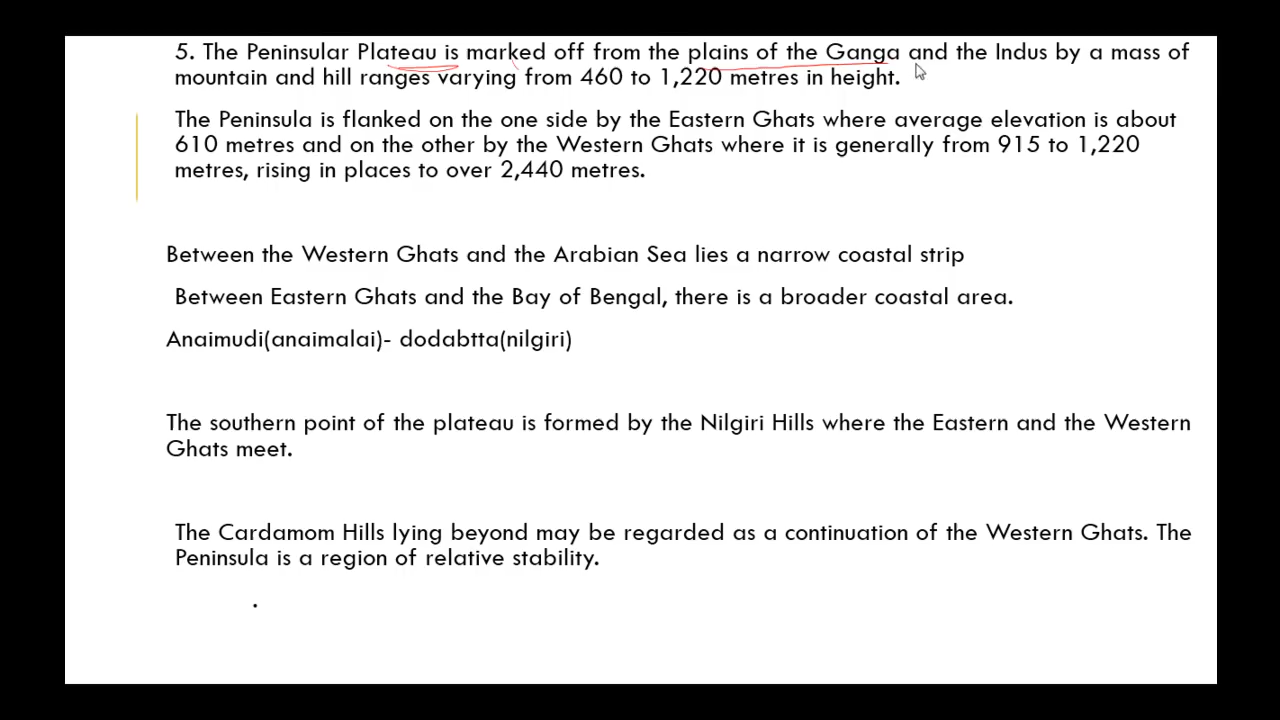 5. The Peninsular Plateau is marked off from the plains of the Ganga and the Indus by a mass of
mountain and hill ranges varying from 460 to 1,220 metres in height.
The Peninsula is flanked on the one side by the Eastern Ghats where average elevation is about
610 metres and on the other by the Western Ghats where it is generally from 915 to 1,220
metres, rising in places to over 2,440 metres.
Between the Western Ghats and the Arabian Sea lies a narrow coastal strip
Between Eastern Ghats and the Bay of Bengal, there is a broader coastal area.
Anaimudi(anaimalai)- dodabtta(nilgiri)
The southern point of the plateau is formed by the Nilgiri Hills where the Eastern and the Western
Ghats meet.
The Cardamom Hills lying beyond may be regarded as a continuation of the Western Ghats. The
Peninsula is a region of relative stability.
.